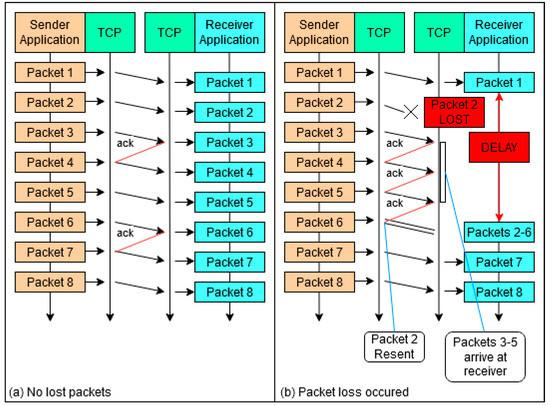 Sender
Application
TCP
TCP
Receiver
Application
Packet 1
Packet 2
Packet 3
Packet 4
Packet 5
Packet 6
Packet 7
Packet 8
ack
ack
Packet 1
Packet 2
Packet 3
Packet 4
Packet 5
Packet 6
Packet 7
Packet 8
(a) No lost packets
Sender
Application
TCP
TCP
Receiver
Application
Packet 1
Packet 2
Packet 3
Packet 4
Packet 5
Packet 6
Packet 7
Packet 8
Packet 2
LOST
ack
ack
ack
Packet 1
DELAY
Packets 2-6
Packet 7
Packet 8
Packet 2
Resent
Packets 3-5
arrive at
receiver
(b) Packet loss occured